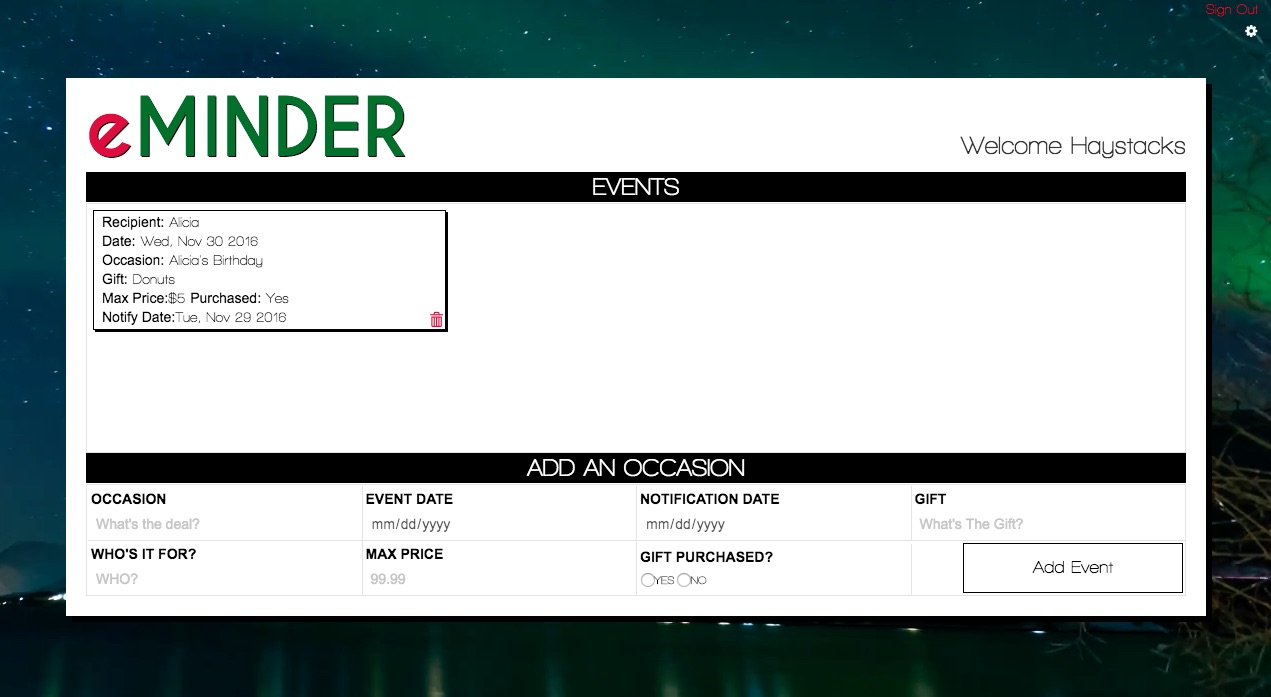 Sign Out
eMINDER
Welcome Haystacks
EVENTS
Recipient: Alicia
Date: Wed, Nov 30 2016
Occasion: Alicia's Birthday
Gift: Donuts
Max Price:$5 Purchased: Yes
Notify Date:Tue, Nov 29 2016
ADD AN OCCASION
OCCASION EVENT DATE NOTIFICATION DATE GIFT
What's the deal? mm/dd/yyyy mm/dd/yyyy What's The Gift?
WHO'S IT FOR? MAX PRICE GIFT PURCHASED?
WHO? 99.99 YES NO Add Event